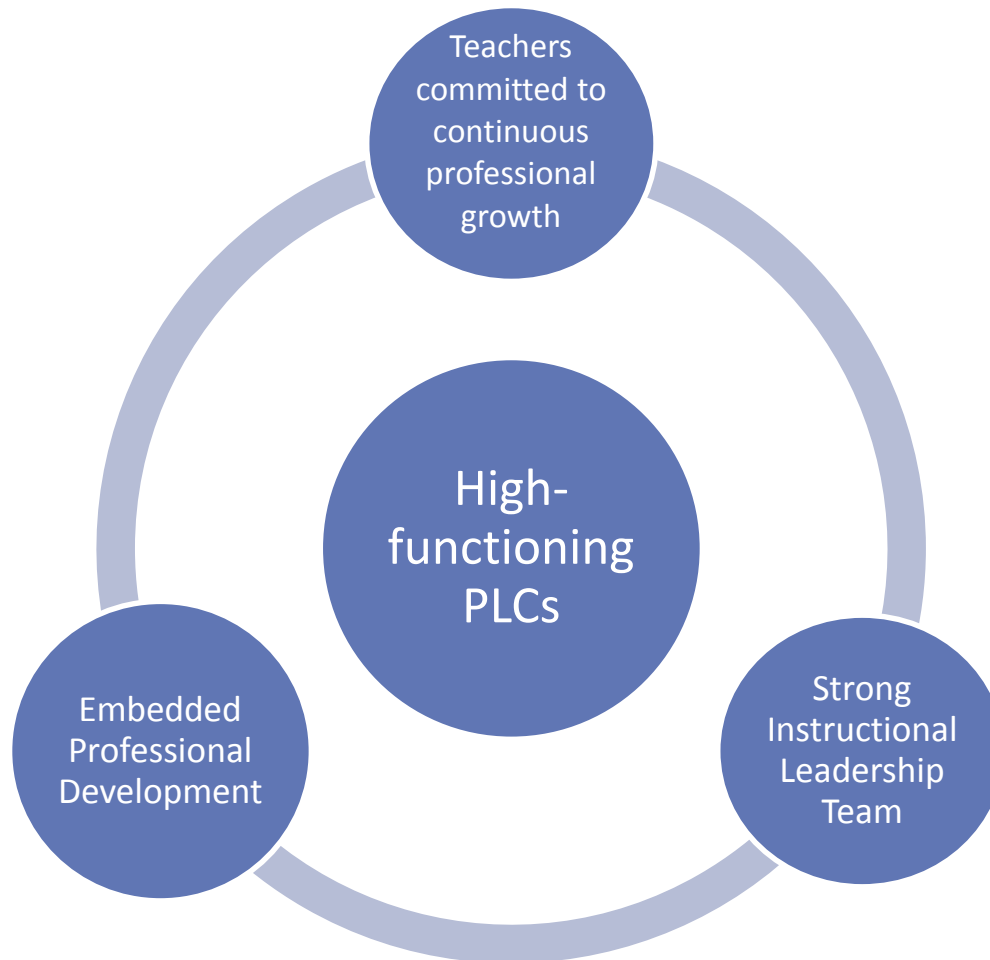 Teachers
committed to
continuous
professional
growth
High-
functioning
PLCs
Embedded
Professional
Development
Strong
Instructional
Leadership
Team